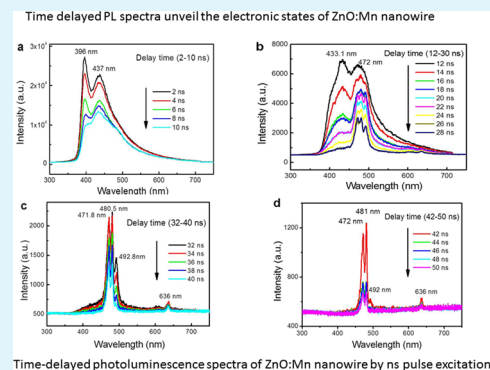 Time delayed PL spectra unveil the electronic states of ZnO:Mn nanowire
a
396 nm
437 nm
Delay time (2-10 ns)
2 ns
4 ns
6 ns
8 ns
10 ns
Intensity (a.u.)
3x10⁴
2x10⁴
1x10⁴
0
300 400 500 600 700
Wavelength (nm)
b
433.1 nm
472 nm
Delay time (12-30 ns)
12 ns
14 ns
16 ns
18 ns
20 ns
22 ns
24 ns
26 ns
28 ns
Intensity (a.u.)
8000
6000
4000
2000
0
300 400 500 600 700
Wavelength (nm)
c
480.5 nm
471.8 nm
492.8nm
636 nm
Delay time (32-40 ns)
32 ns
34 ns
36 ns
38 ns
40 ns
Intensity (a.u.)
2000
1500
1000
500
300 400 500 600 700
Wavelength (nm)
d
481 nm
472 nm
492 nm
636 nm
Delay time (42-50 ns)
42 ns
44 ns
46 ns
48 ns
50 ns
Intensity (a.u.)
1200
800
400
300 400 500 600 700
Wavelength (nm)
Time-delayed photoluminescence spectra of ZnO:Mn nanowire by ns pulse excitation